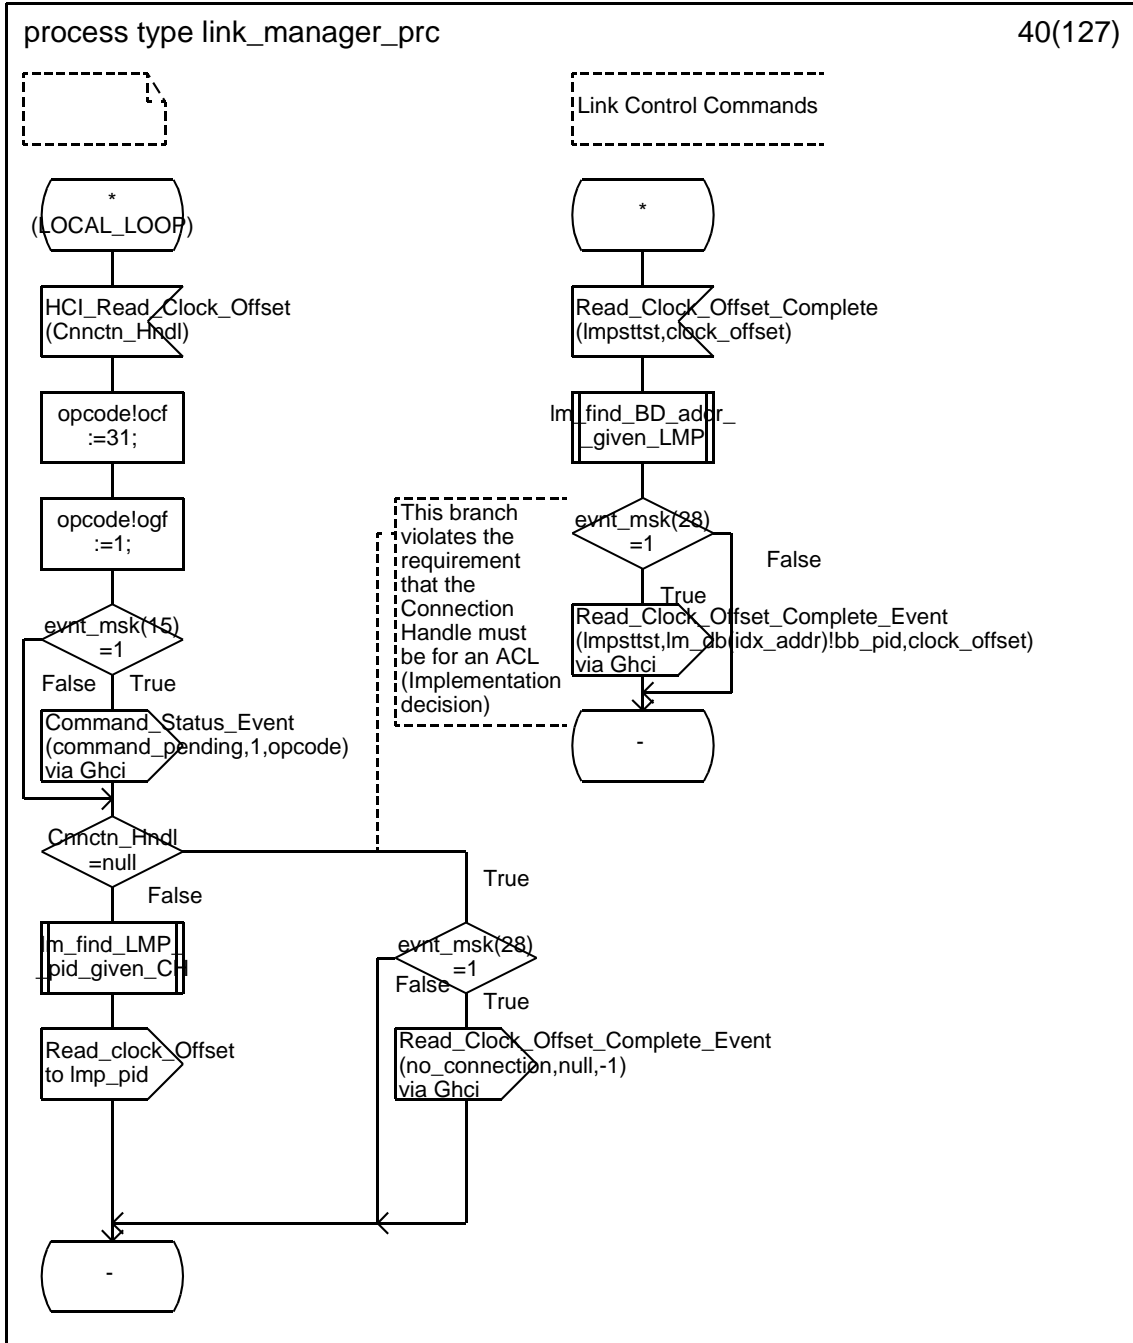 process type link_manager_prc
40(127)
Link Control Commands
*
(LOCAL_LOOP)
HCI_Read_Clock_Offset
(Cnnctn_Hndl)
opcode!ocf
:=31;
opcode!ogf
:=1;
evnt_msk(15)
=1
False
True
Command_Status_Event
(command_pending,1,opcode)
via Ghci
Cnnctn_Hndl
=null
False
True
lm_find_LMP_
_pid_given_CH
Read_clock_Offset
to lmp_pid
evnt_msk(28)
=1
False
True
Read_Clock_Offset_Complete_Event
(no_connection,null,-1)
via Ghci
-
This branch
violates the
requirement
that the
Connection
Handle must
be for an ACL
(Implementation
decision)
*
Read_Clock_Offset_Complete
(lmpsttst,clock_offset)
lm_find_BD_addr_
_given_LMP
evnt_msk(28)
=1
False
True
Read_Clock_Offset_Complete_Event
(lmpsttst,lm_db(idx_addr)!bb_pid,clock_offset)
via Ghci
-